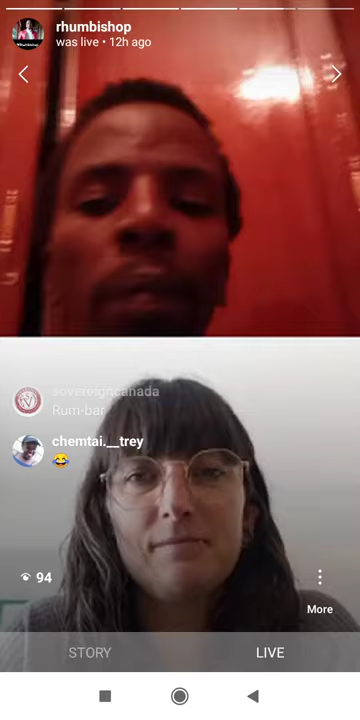 rhumbishop
was live • 12h ago
sovereigncanada
Rum-bar
chemtai.__trey
😂
94
More
STORY
LIVE